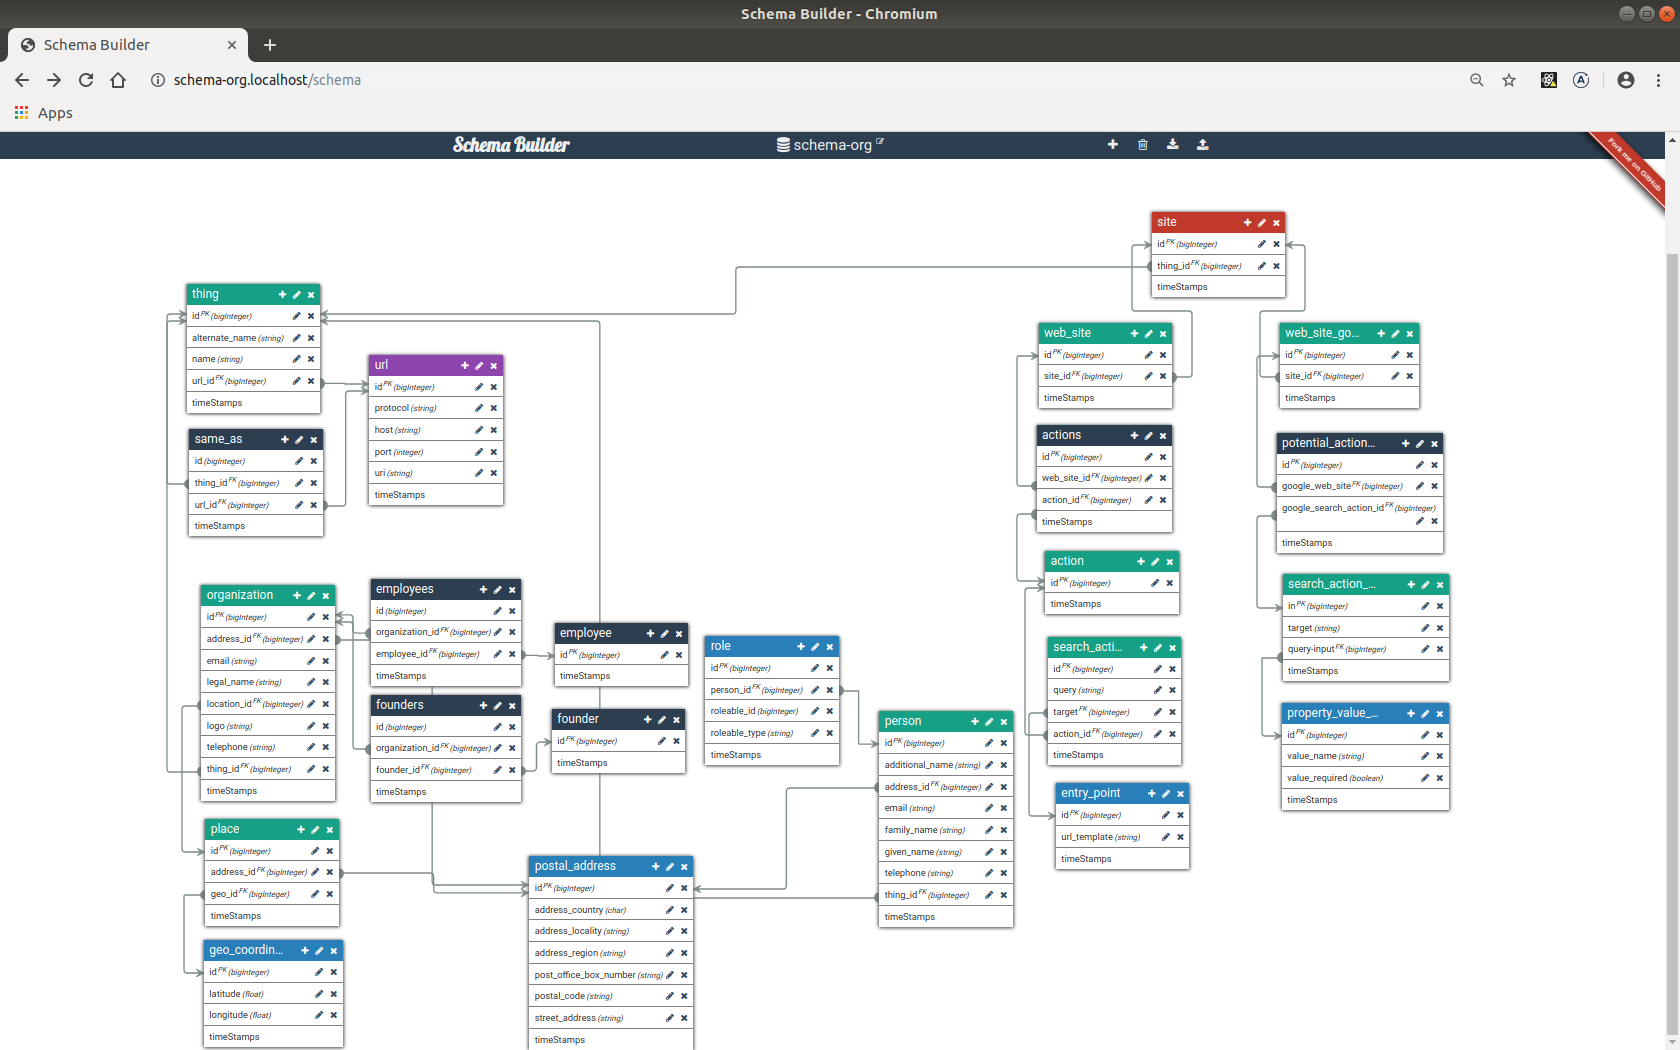 Schema Builder - Chromium
Schema Builder
schema-org.localhost/schema
Apps
Schema Builder
schema-org
Fork me on GitHub
site
id PK (bigInteger)
thing_id FK (bigInteger)
timeStamps
thing
id PK (bigInteger)
alternate_name (string)
name (string)
url_id FK (bigInteger)
timeStamps
url
id PK (bigInteger)
protocol (string)
host (string)
port (integer)
uri (string)
timeStamps
same_as
id (bigInteger)
thing_id FK (bigInteger)
url_id FK (bigInteger)
timeStamps
web_site
id PK (bigInteger)
site_id FK (bigInteger)
timeStamps
web_site_go...
id PK (bigInteger)
site_id FK (bigInteger)
timeStamps
actions
id PK (bigInteger)
web_site_id FK (bigInteger)
action_id FK (bigInteger)
timeStamps
potential_action...
id PK (bigInteger)
google_web_site FK (bigInteger)
google_search_action_id FK (bigInteger)
timeStamps
action
id PK (bigInteger)
timeStamps
search_action_...
in PK (bigInteger)
target (string)
query-input FK (bigInteger)
timeStamps
organization
id PK (bigInteger)
address_id FK (bigInteger)
email (string)
legal_name (string)
location_id FK (bigInteger)
logo (string)
telephone (string)
thing_id FK (bigInteger)
timeStamps
employees
id (bigInteger)
organization_id FK (bigInteger)
employee_id FK (bigInteger)
timeStamps
employee
id PK (bigInteger)
timeStamps
founders
id (bigInteger)
organization_id FK (bigInteger)
founder_id FK (bigInteger)
timeStamps
founder
id PK (bigInteger)
timeStamps
role
id PK (bigInteger)
person_id FK (bigInteger)
roleable_id (bigInteger)
roleable_type (string)
timeStamps
person
id PK (bigInteger)
additional_name (string)
address_id FK (bigInteger)
email (string)
family_name (string)
given_name (string)
telephone (string)
thing_id FK (bigInteger)
timeStamps
search_acti...
id PK (bigInteger)
query (string)
target FK (bigInteger)
action_id FK (bigInteger)
timeStamps
property_value_...
id PK (bigInteger)
value_name (string)
value_required (boolean)
timeStamps
entry_point
id PK (bigInteger)
url_template (string)
timeStamps
place
id PK (bigInteger)
address_id FK (bigInteger)
geo_id FK (bigInteger)
timeStamps
postal_address
id PK (bigInteger)
address_country (char)
address_locality (string)
address_region (string)
post_office_box_number (string)
postal_code (string)
street_address (string)
timeStamps
geo_coordin...
id PK (bigInteger)
latitude (float)
longitude (float)
timeStamps